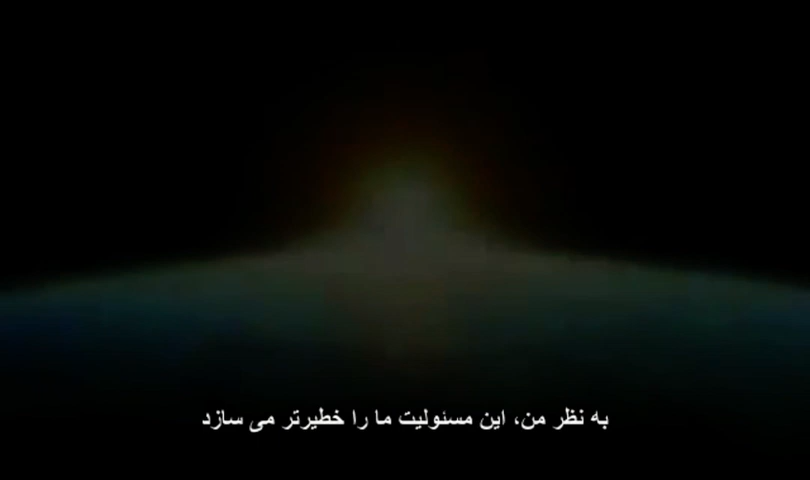 به نظر من، این مسئولیت ما را خطیرتر می سازد